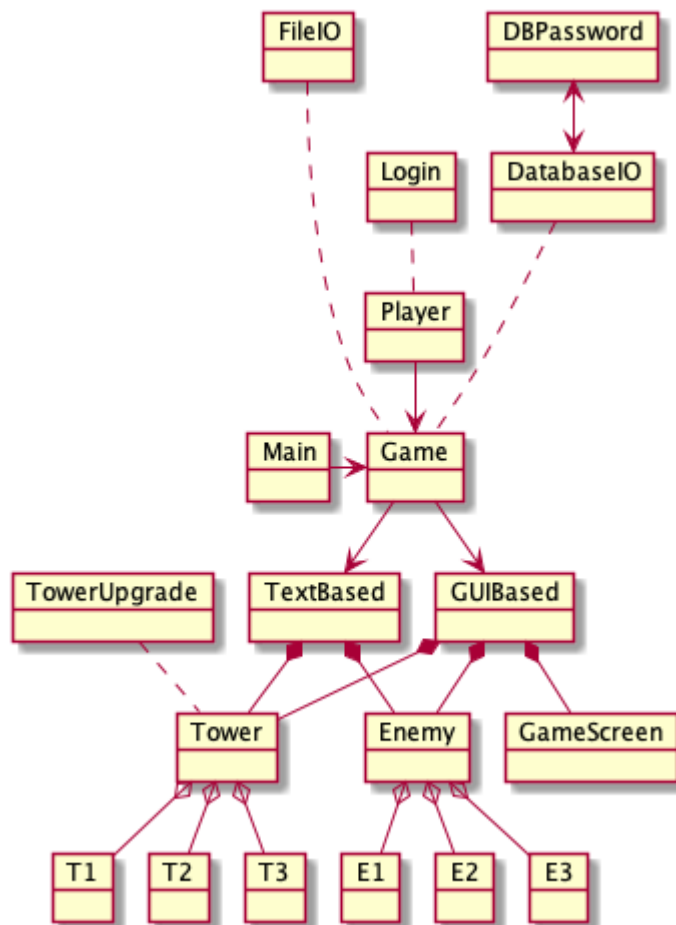 FileIO
DBPassword
Login
DatabaseIO
Player
Main
Game
TowerUpgrade
TextBased
GUIBased
Tower
Enemy
GameScreen
T1
T2
T3
E1
E2
E3